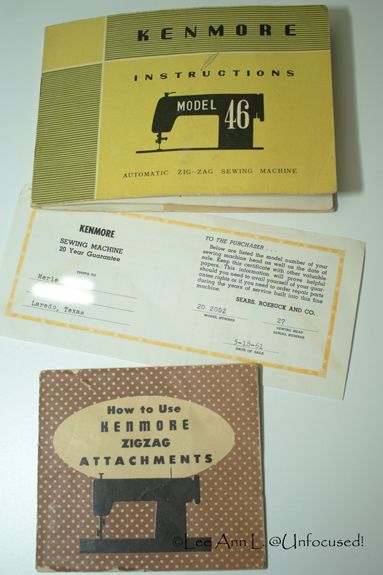 KENMORE
INSTRUCTIONS
MODEL 46
AUTOMATIC ZIG-ZAG SEWING MACHINE
KENMORE
SEWING MACHINE
20 Year Guarantee
ISSUED TO
Merle
Laredo, Texas
TO THE PURCHASER . . .
Below are listed the model number of your
sewing machine head as well as the date of
sale. Keep this certificate with other valuable
papers. This information will prove helpful
should you need to avail yourself of your guar-
antee rights or if you need to order repair parts
during the years of service built into this fine
machine.
SEARS, ROEBUCK AND CO.
20 2002
MODEL NUMBER
27
SEWING HEAD
SERIAL NUMBER
5-18-61
DATE OF SALE
How to Use
KENMORE
ZIGZAG
ATTACHMENTS
©Lee Ann L. @Unfocused!